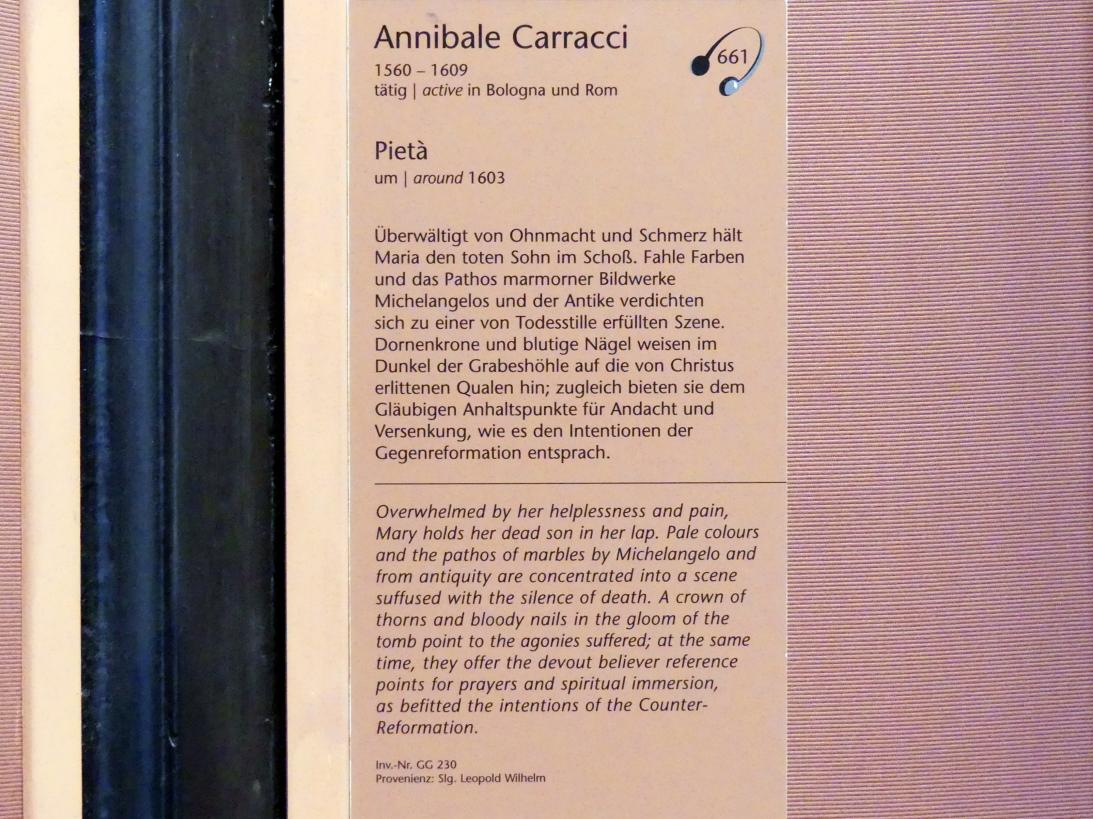 Annibale Carracci
661
1560 – 1609
tätig | active in Bologna und Rom
Pietà
um | around 1603
Überwältigt von Ohnmacht und Schmerz hält
Maria den toten Sohn im Schoß. Fahle Farben
und das Pathos marmorner Bildwerke
Michelangelos und der Antike verdichten
sich zu einer von Todesstille erfüllten Szene.
Dornenkrone und blutige Nägel weisen im
Dunkel der Grabeshöhle auf die von Christus
erlittenen Qualen hin; zugleich bieten sie dem
Gläubigen Anhaltspunkte für Andacht und
Versenkung, wie es den Intentionen der
Gegenreformation entsprach.
Overwhelmed by her helplessness and pain,
Mary holds her dead son in her lap. Pale colours
and the pathos of marbles by Michelangelo and
from antiquity are concentrated into a scene
suffused with the silence of death. A crown of
thorns and bloody nails in the gloom of the
tomb point to the agonies suffered; at the same
time, they offer the devout believer reference
points for prayers and spiritual immersion,
as befitted the intentions of the Counter-
Reformation.
Inv.-Nr. GG 230
Provenienz: Slg. Leopold Wilhelm